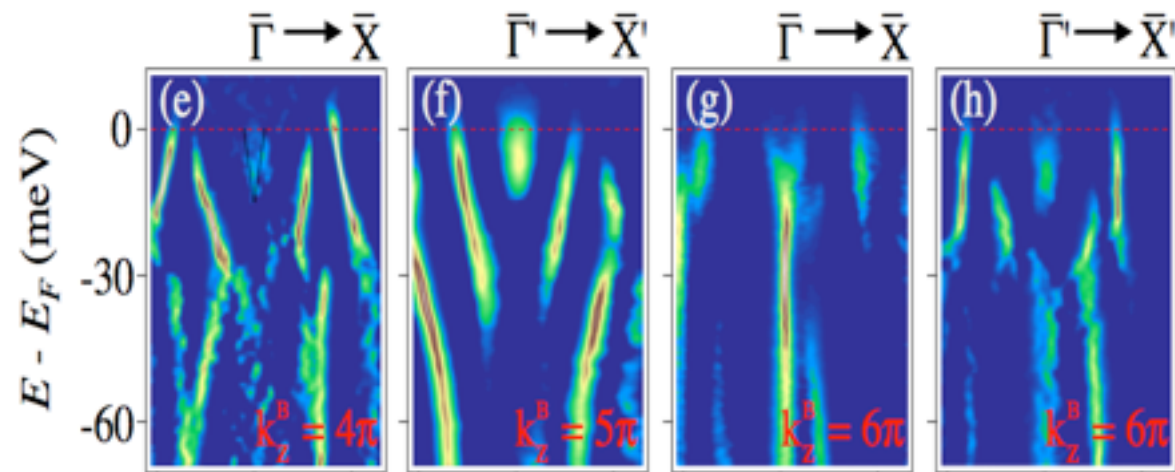 Γ̄ → X̄ Γ̄' → X̄' Γ̄ → X̄ Γ̄' → X̄'
(e) (f) (g) (h)
E - E_F (meV)
0
-30
-60
k_z^B = 4π k_z^B = 5π k_z^B = 6π k_z^B = 6π